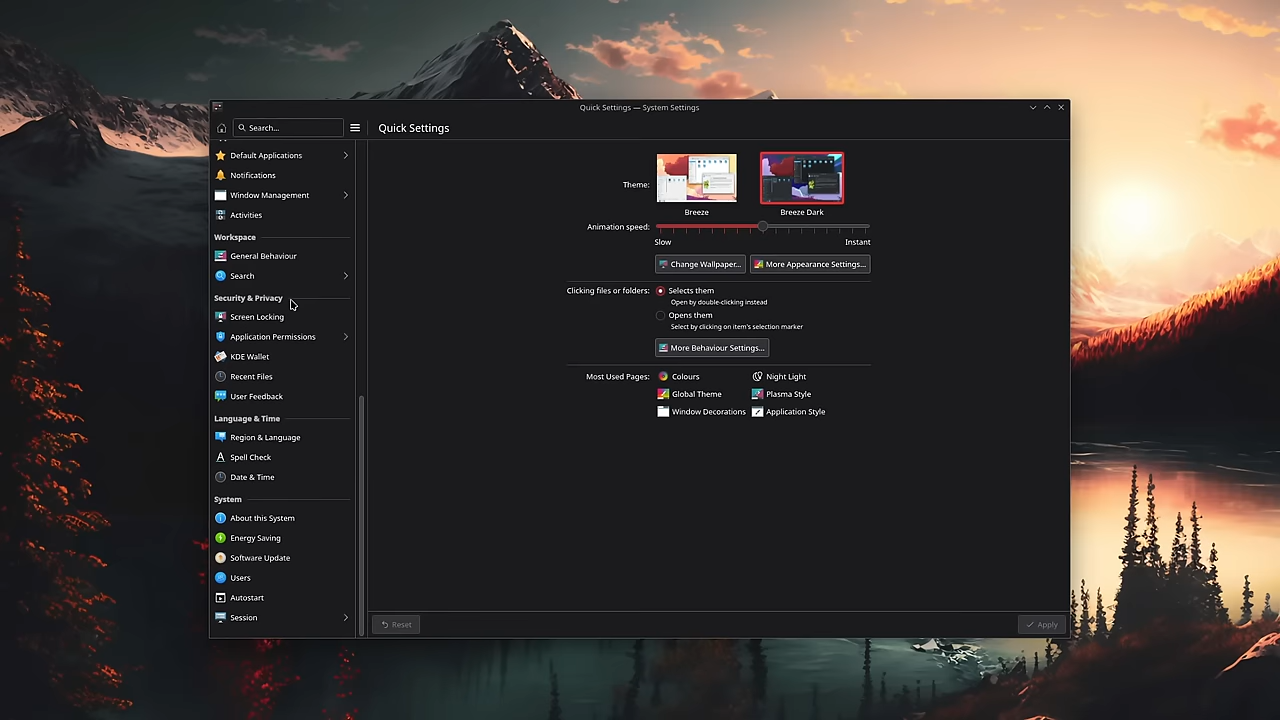 Quick Settings — System Settings
Search...
Quick Settings
Default Applications
Notifications
Window Management
Activities
Workspace
General Behaviour
Search
Security & Privacy
Screen Locking
Application Permissions
KDE Wallet
Recent Files
User Feedback
Language & Time
Region & Language
Spell Check
Date & Time
System
About this System
Energy Saving
Software Update
Users
Autostart
Session
Theme:
Breeze
Breeze Dark
Animation speed:
Slow
Instant
Change Wallpaper...
More Appearance Settings...
Clicking files or folders:
Selects them
Open by double-clicking instead
Opens them
Select by clicking on item's selection marker
More Behaviour Settings...
Most Used Pages:
Colours
Night Light
Global Theme
Plasma Style
Window Decorations
Application Style
Reset
Apply